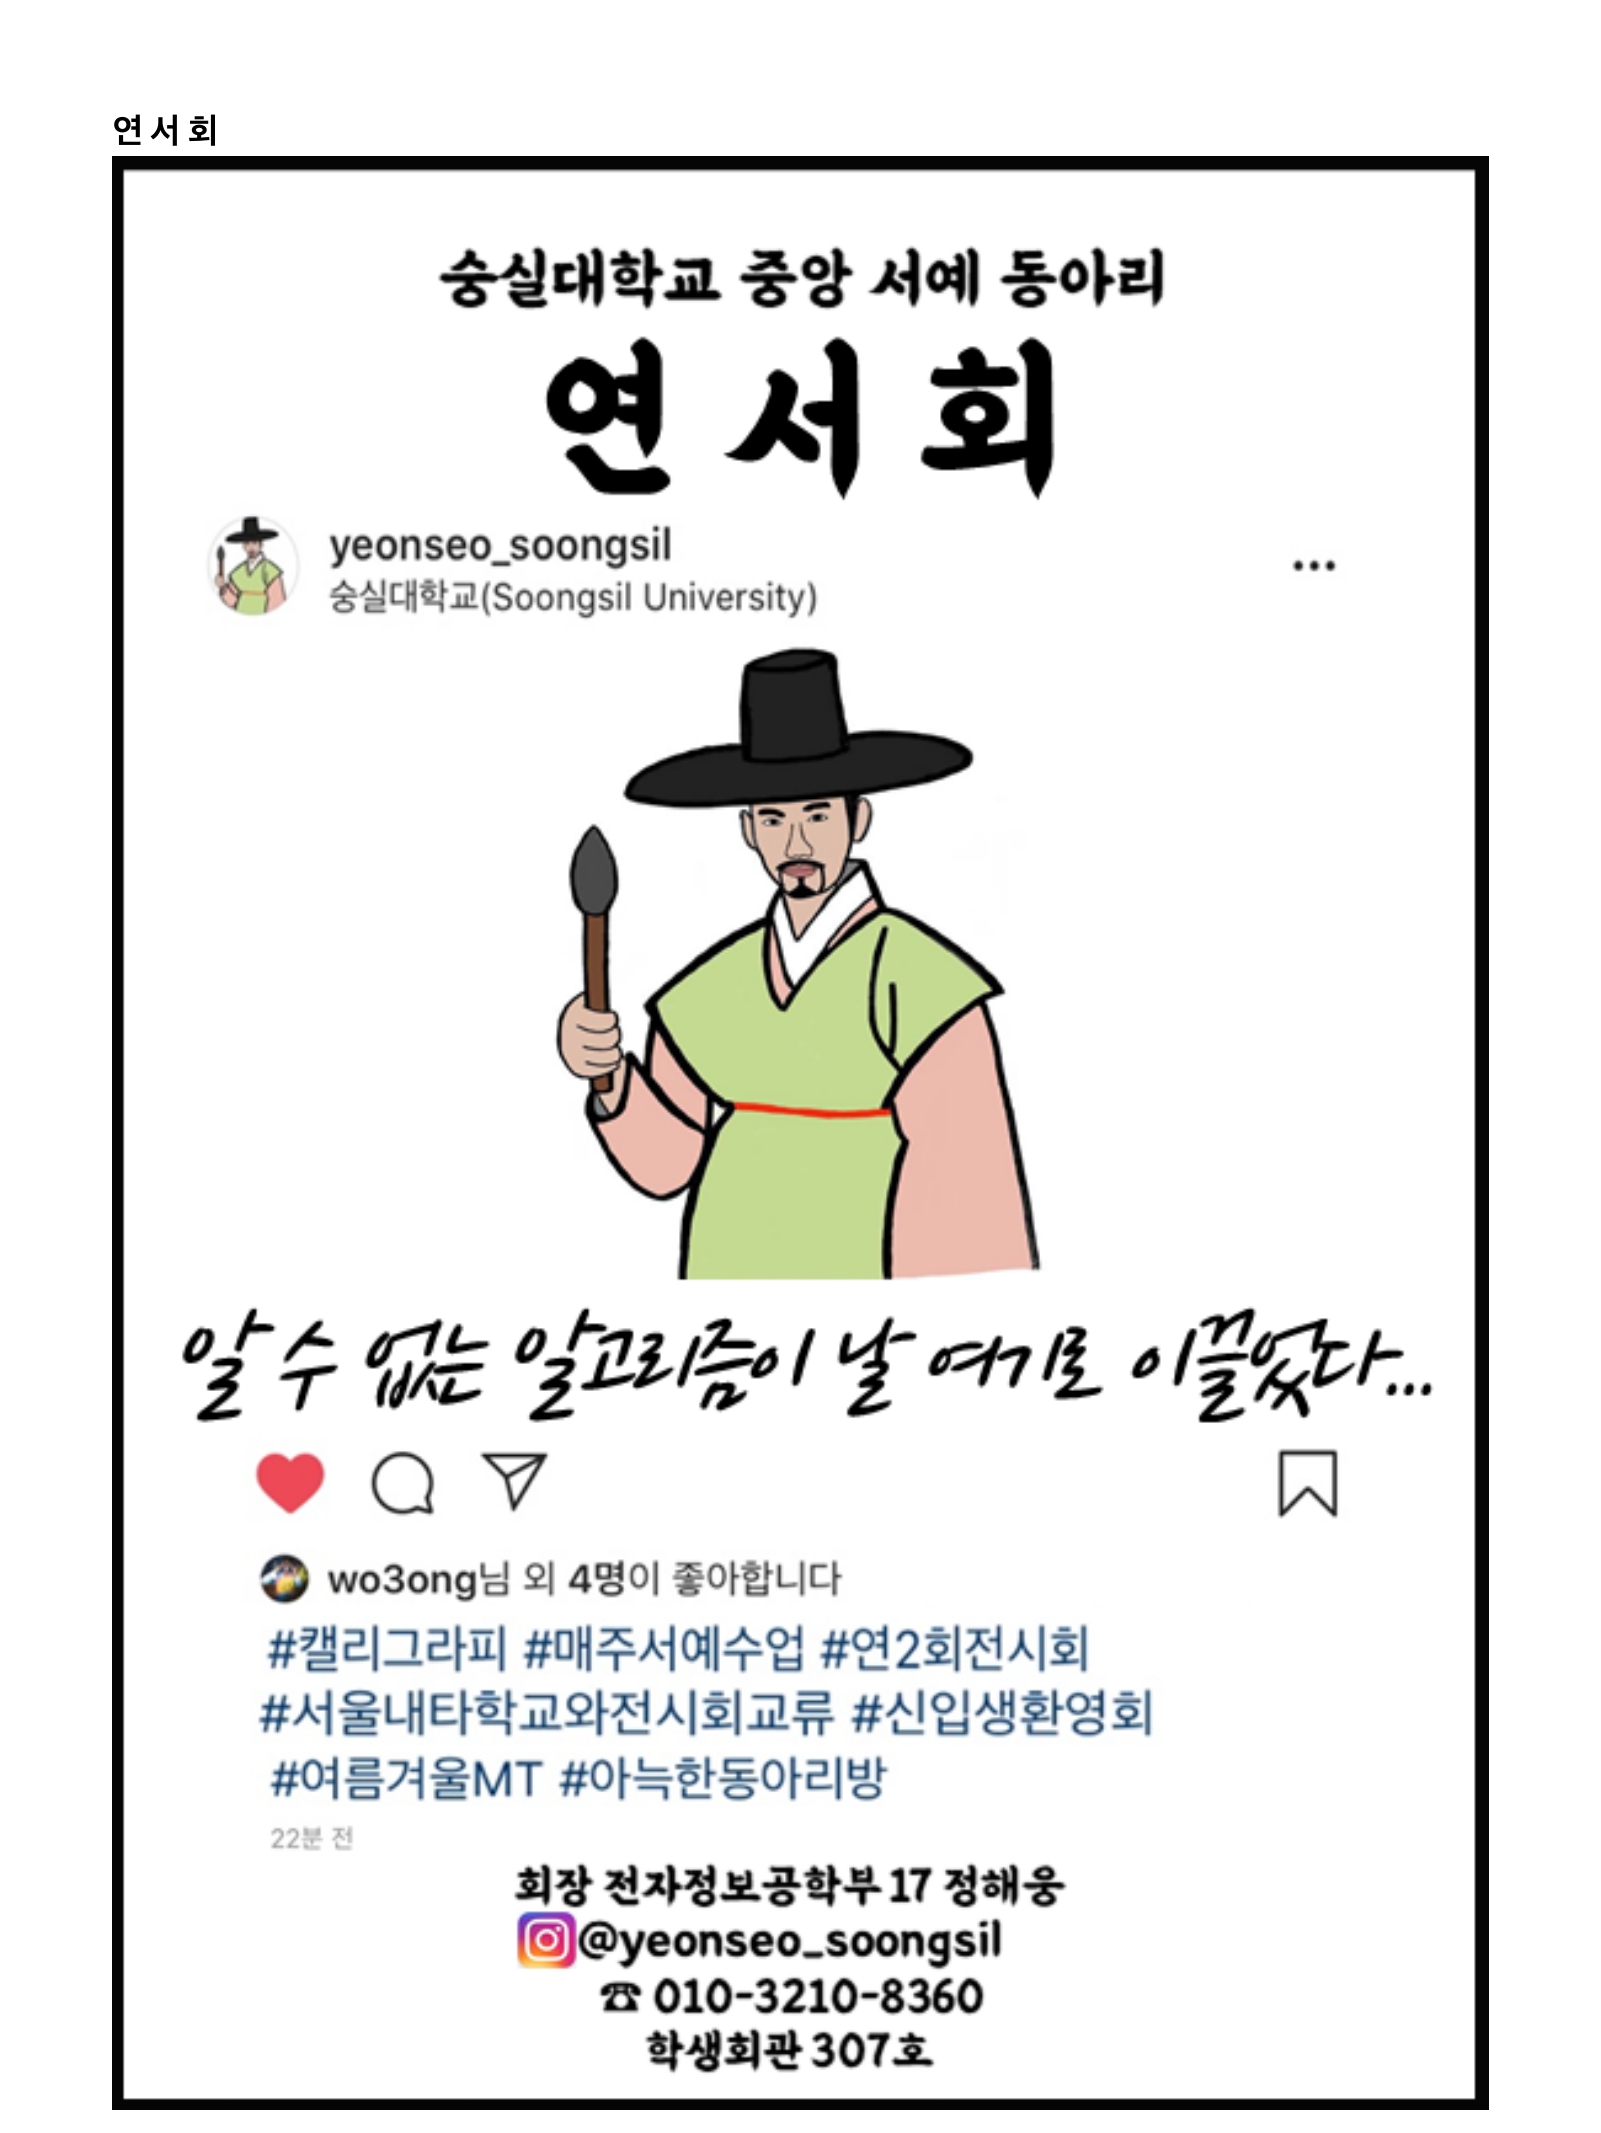 연서회
숭실대학교 중앙 서예 동아리
연서회
yeonseo_soongsil
숭실대학교(Soongsil University)
알 수 없는 알고리즘이 날 여기로 이끌었다...
wo3ong님 외 4명이 좋아합니다
#캘리그라피 #매주서예수업 #연2회전시회
#서울내타학교와전시회교류 #신입생환영회
#여름겨울MT #아늑한동아리방
22분 전
회장 전자정보공학부 17 정해웅
@yeonseo_soongsil
☎ 010-3210-8360
학생회관 307호